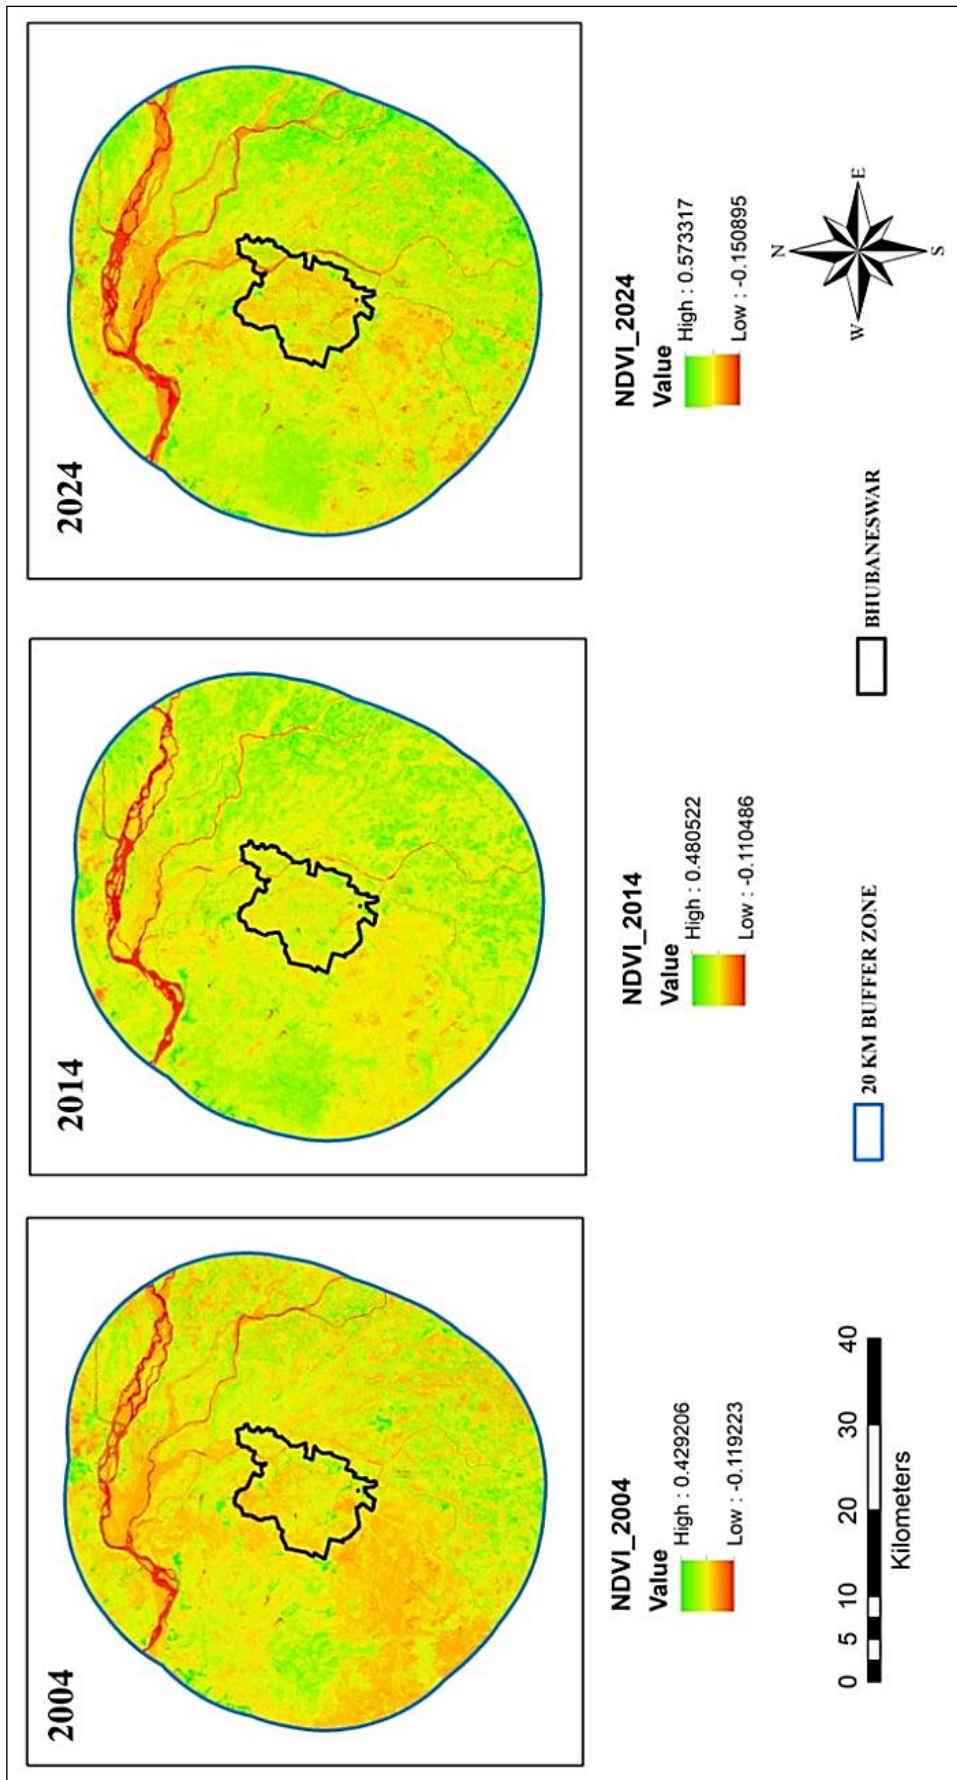 2004
2014
2024
NDVI_2004
Value
High : 0.429206
Low : -0.119223
NDVI_2014
Value
High : 0.480522
Low : -0.110486
NDVI_2024
Value
High : 0.573317
Low : -0.150895
0 5 10 20 30 40
Kilometers
20 KM BUFFER ZONE
BHUBANESWAR
N
W
E
S